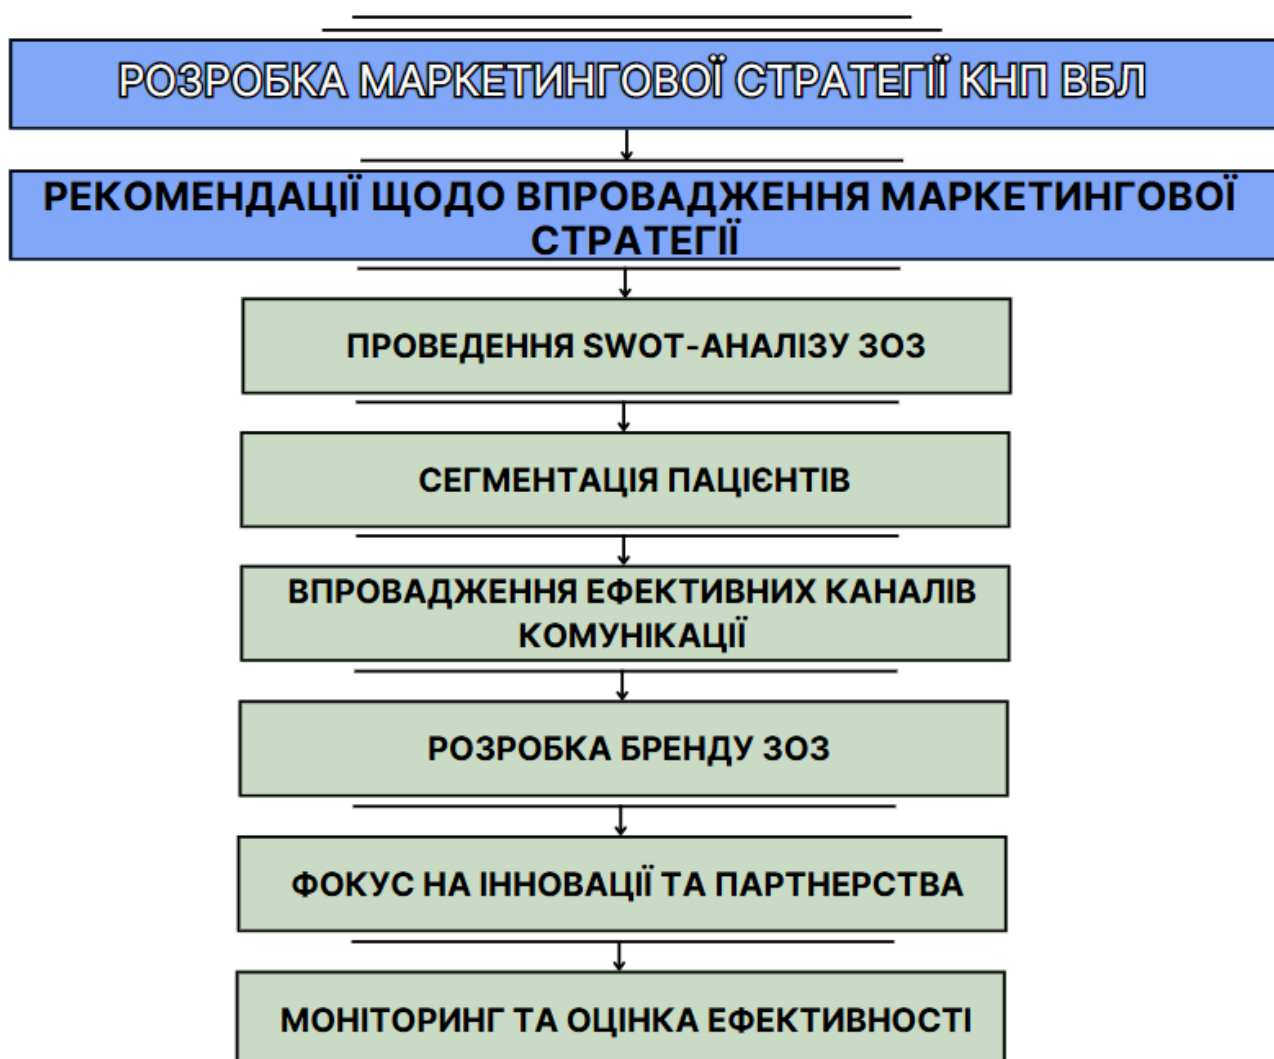 РОЗРОБКА МАРКЕТИНГОВОЇ СТРАТЕГІЇ КНП ВБЛ
РЕКОМЕНДАЦІЇ ЩОДО ВПРОВАДЖЕННЯ МАРКЕТИНГОВОЇ
СТРАТЕГІЇ
ПРОВЕДЕННЯ SWOT-АНАЛІЗУ ЗОЗ
СЕГМЕНТАЦІЯ ПАЦІЄНТІВ
ВПРОВАДЖЕННЯ ЕФЕКТИВНИХ КАНАЛІВ
КОМУНІКАЦІЇ
РОЗРОБКА БРЕНДУ ЗОЗ
ФОКУС НА ІННОВАЦІЇ ТА ПАРТНЕРСТВА
МОНІТОРИНГ ТА ОЦІНКА ЕФЕКТИВНОСТІ